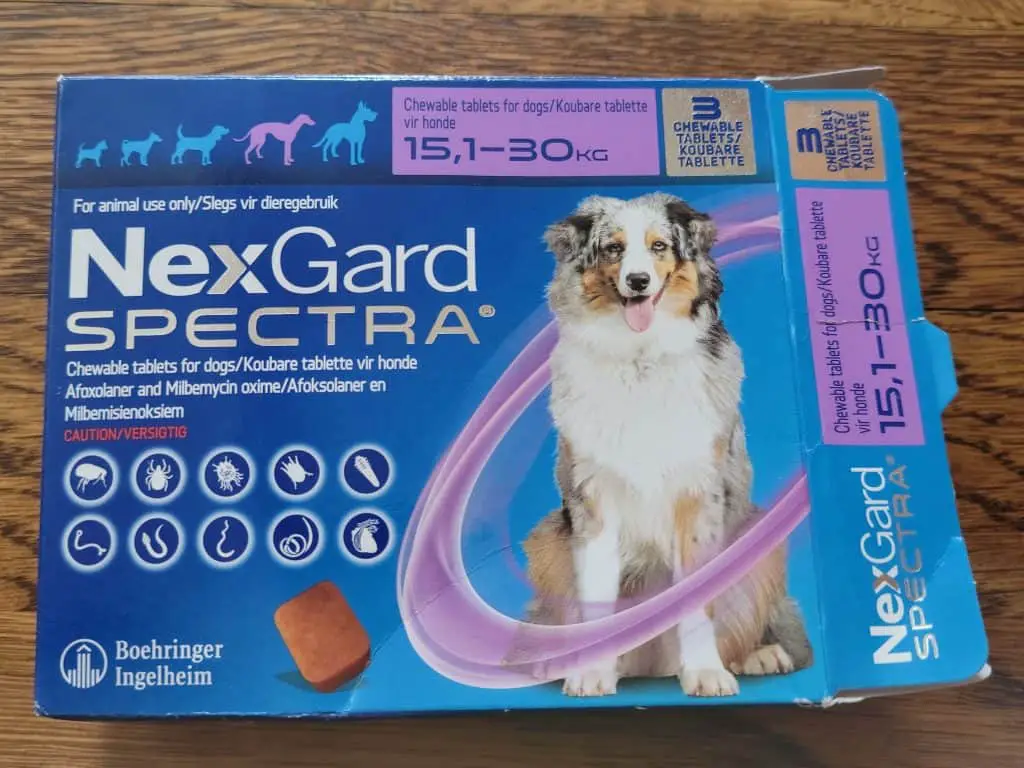 Chewable tablets for dogs/Koubare tablette
vir honde
15,1–30KG
3
CHEWABLE
TABLETS/
KOUBARE
TABLETTE
For animal use only/Slegs vir dieregebruik
NexGard
SPECTRA®
Chewable tablets for dogs/Koubare tablette vir honde
Afoxolaner and Milbemycin oxime/Afoksolaner en
Milbemisienoksiem
CAUTION/VERSIGTIG
Boehringer
Ingelheim
3
CHEWABLE
TABLETS/
KOUBARE
TABLETTE
Chewable tablets for dogs/Koubare tablette
vir honde
15,1–30KG
NexGard
SPECTRA®